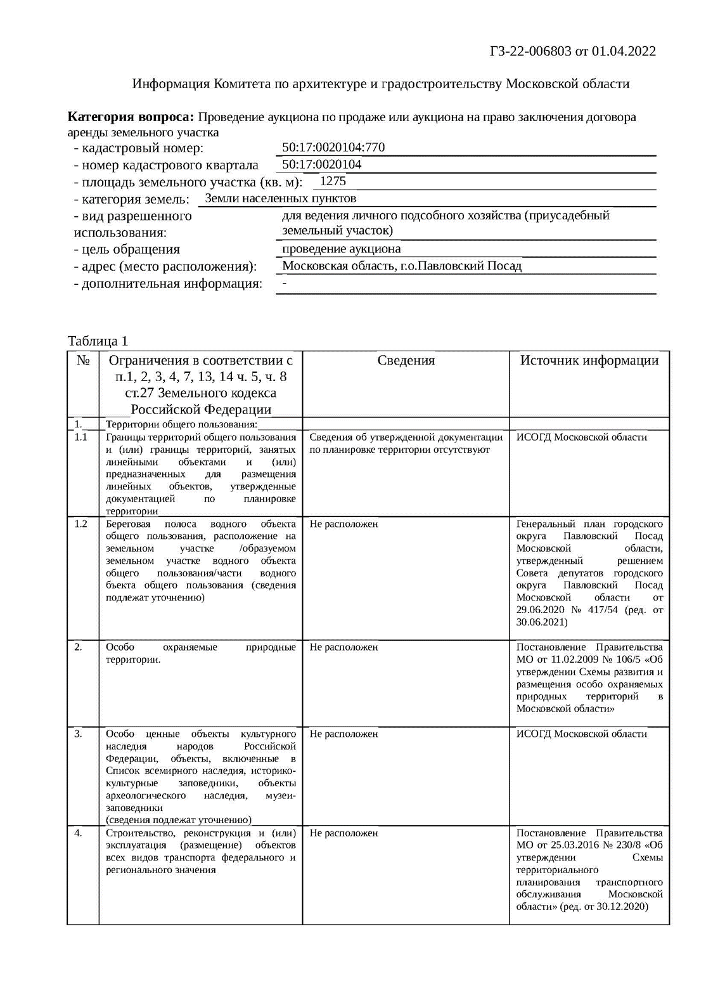 ГЗ-22-006803 от 01.04.2022
Информация Комитета по архитектуре и градостроительству Московской области
Категория вопроса: Проведение аукциона по продаже или аукциона на право заключения договора
аренды земельного участка
- кадастровый номер: 50:17:0020104:770
- номер кадастрового квартала 50:17:0020104
- площадь земельного участка (кв. м): 1275
- категория земель: Земли населенных пунктов
- вид разрешенного
использования:
для ведения личного подсобного хозяйства (приусадебный
земельный участок)
- цель обращения проведение аукциона
- адрес (место расположения): Московская область, г.о.Павловский Посад
- дополнительная информация: -
Таблица 1
№
Ограничения в соответствии с
п.1, 2, 3, 4, 7, 13, 14 ч. 5, ч. 8
ст.27 Земельного кодекса
Российской Федерации
Сведения
Источник информации
1. Территории общего пользования:
1.1
Границы территорий общего пользования
и (или) границы территорий, занятых
линейными объектами и (или)
предназначенных для размещения
линейных объектов, утвержденные
документацией по планировке
территории
Сведения об утвержденной документации
по планировке территории отсутствуют
ИСОГД Московской области
1.2
Береговая полоса водного объекта
общего пользования, расположение на
земельном участке /образуемом
земельном участке водного объекта
общего пользования/части водного
бъекта общего пользования (сведения
подлежат уточнению)
Не расположен
Генеральный план городского
округа Павловский Посад
Московской области,
утвержденный решением
Совета депутатов городского
округа Павловский Посад
Московской области от
29.06.2020 № 417/54 (ред. от
30.06.2021)
2.
Особо охраняемые природные
территории.
Не расположен
Постановление Правительства
МО от 11.02.2009 № 106/5 «Об
утверждении Схемы развития и
размещения особо охраняемых
природных территорий в
Московской области»
3.
Особо ценные объекты культурного
наследия народов Российской
Федерации, объекты, включенные в
Список всемирного наследия, историко-
культурные заповедники, объекты
археологического наследия, музеи-
заповедники
(сведения подлежат уточнению)
Не расположен
ИСОГД Московской области
4.
Строительство, реконструкция и (или)
эксплуатация (размещение) объектов
всех видов транспорта федерального и
регионального значения
Не расположен
Постановление Правительства
МО от 25.03.2016 № 230/8 «Об
утверждении Схемы
территориального
планирования транспортного
обслуживания Московской
области» (ред. от 30.12.2020)